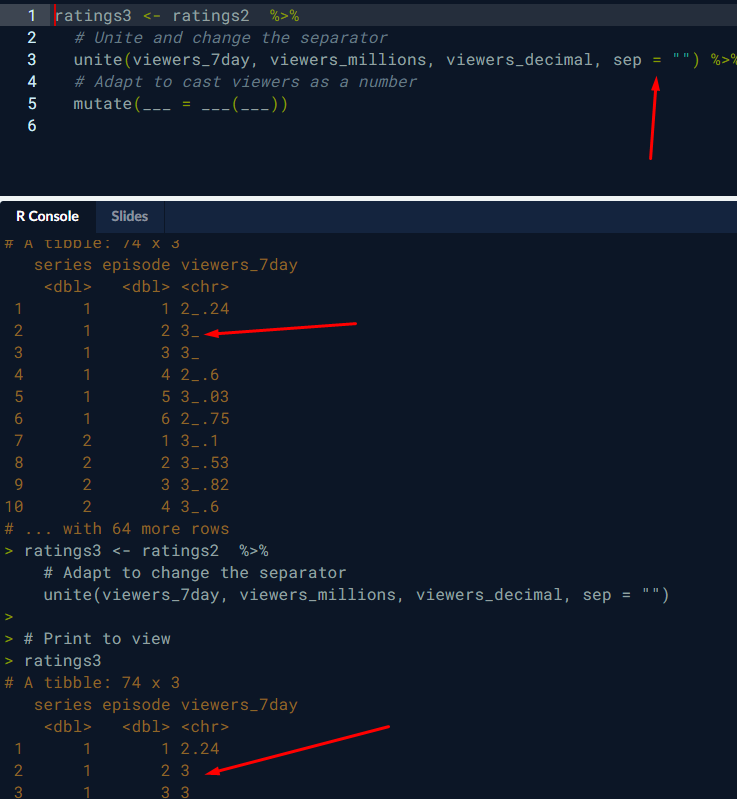 1 ratings3 <- ratings2  %>%
2   # Unite and change the separator
3   unite(viewers_7day, viewers_millions, viewers_decimal, sep = "") %>%
4   # Adapt to cast viewers as a number
5   mutate(___ = ___(___))
6
R Console Slides
# A tibble: 74 x 3
   series episode viewers_7day
    <dbl>   <dbl> <chr>
 1      1       1 2_.24
 2      1       2 3_
 3      1       3 3_
 4      1       4 2_.6
 5      1       5 3_.03
 6      1       6 2_.75
 7      2       1 3_.1
 8      2       2 3_.53
 9      2       3 3_.82
10      2       4 3_.6
# ... with 64 more rows
> ratings3 <- ratings2  %>%
    # Adapt to change the separator
    unite(viewers_7day, viewers_millions, viewers_decimal, sep = "")
>
> # Print to view
> ratings3
# A tibble: 74 x 3
   series episode viewers_7day
    <dbl>   <dbl> <chr>
 1      1       1 2.24
 2      1       2 3
 3      1       3 3